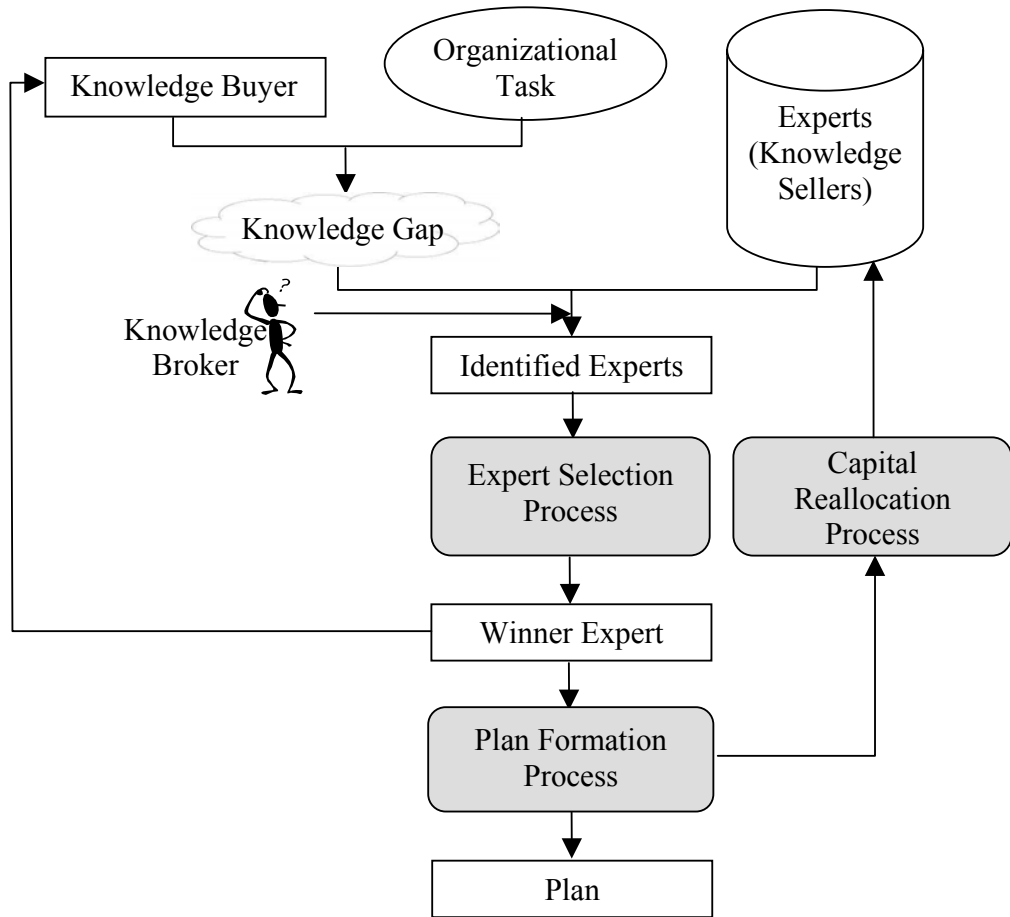 Knowledge Buyer
Organizational
Task
Experts
(Knowledge
Sellers)
Knowledge Gap
?
Knowledge
Broker
Identified Experts
Expert Selection
Process
Capital
Reallocation
Process
Winner Expert
Plan Formation
Process
Plan